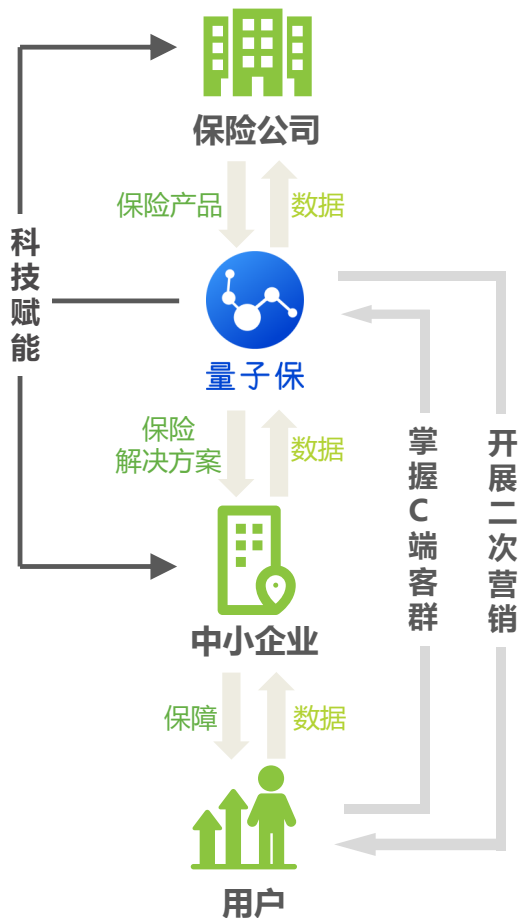 保险公司
保险产品
数据
科技赋能
量子保
保险
解决方案
数据
掌握C端客群
开展二次营销
中小企业
保障
数据
用户